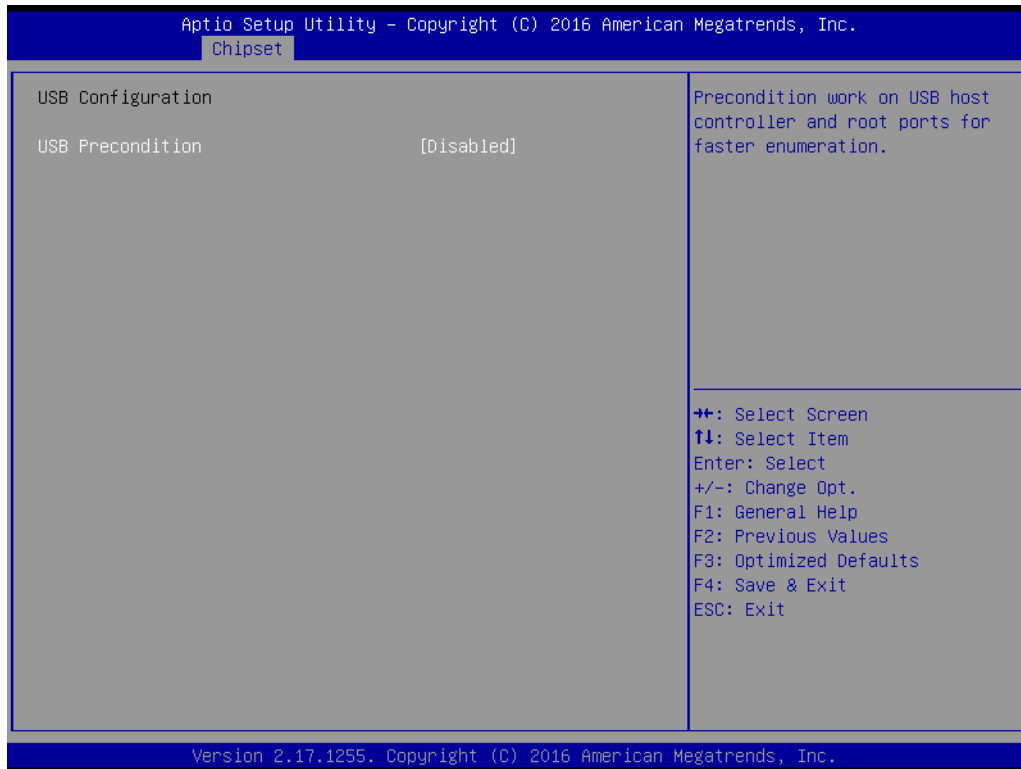 Aptio Setup Utility – Copyright (C) 2016 American Megatrends, Inc.
Chipset
USB Configuration
USB Precondition [Disabled]
Precondition work on USB host
controller and root ports for
faster enumeration.
→←: Select Screen
↑↓: Select Item
Enter: Select
+/-: Change Opt.
F1: General Help
F2: Previous Values
F3: Optimized Defaults
F4: Save & Exit
ESC: Exit
Version 2.17.1255. Copyright (C) 2016 American Megatrends, Inc.